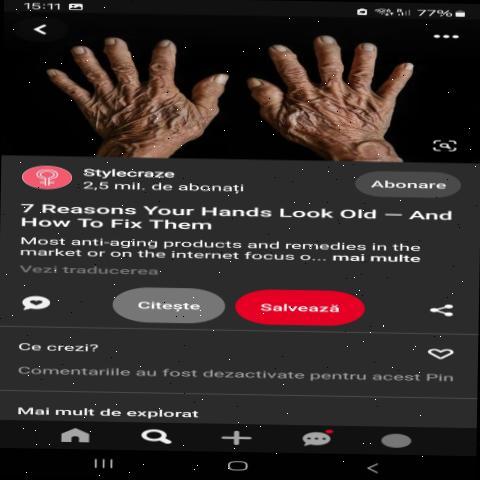 15:11
77%
Stylecraze
2,5 mil. de abonați
Abonare
7 Reasons Your Hands Look Old — And
How To Fix Them
Most anti-aging products and remedies in the
market or on the internet focus o... mai multe
Vezi traducerea
Citește
Salvează
Ce crezi?
Comentariile au fost dezactivate pentru acest Pin
Mai mult de explorat